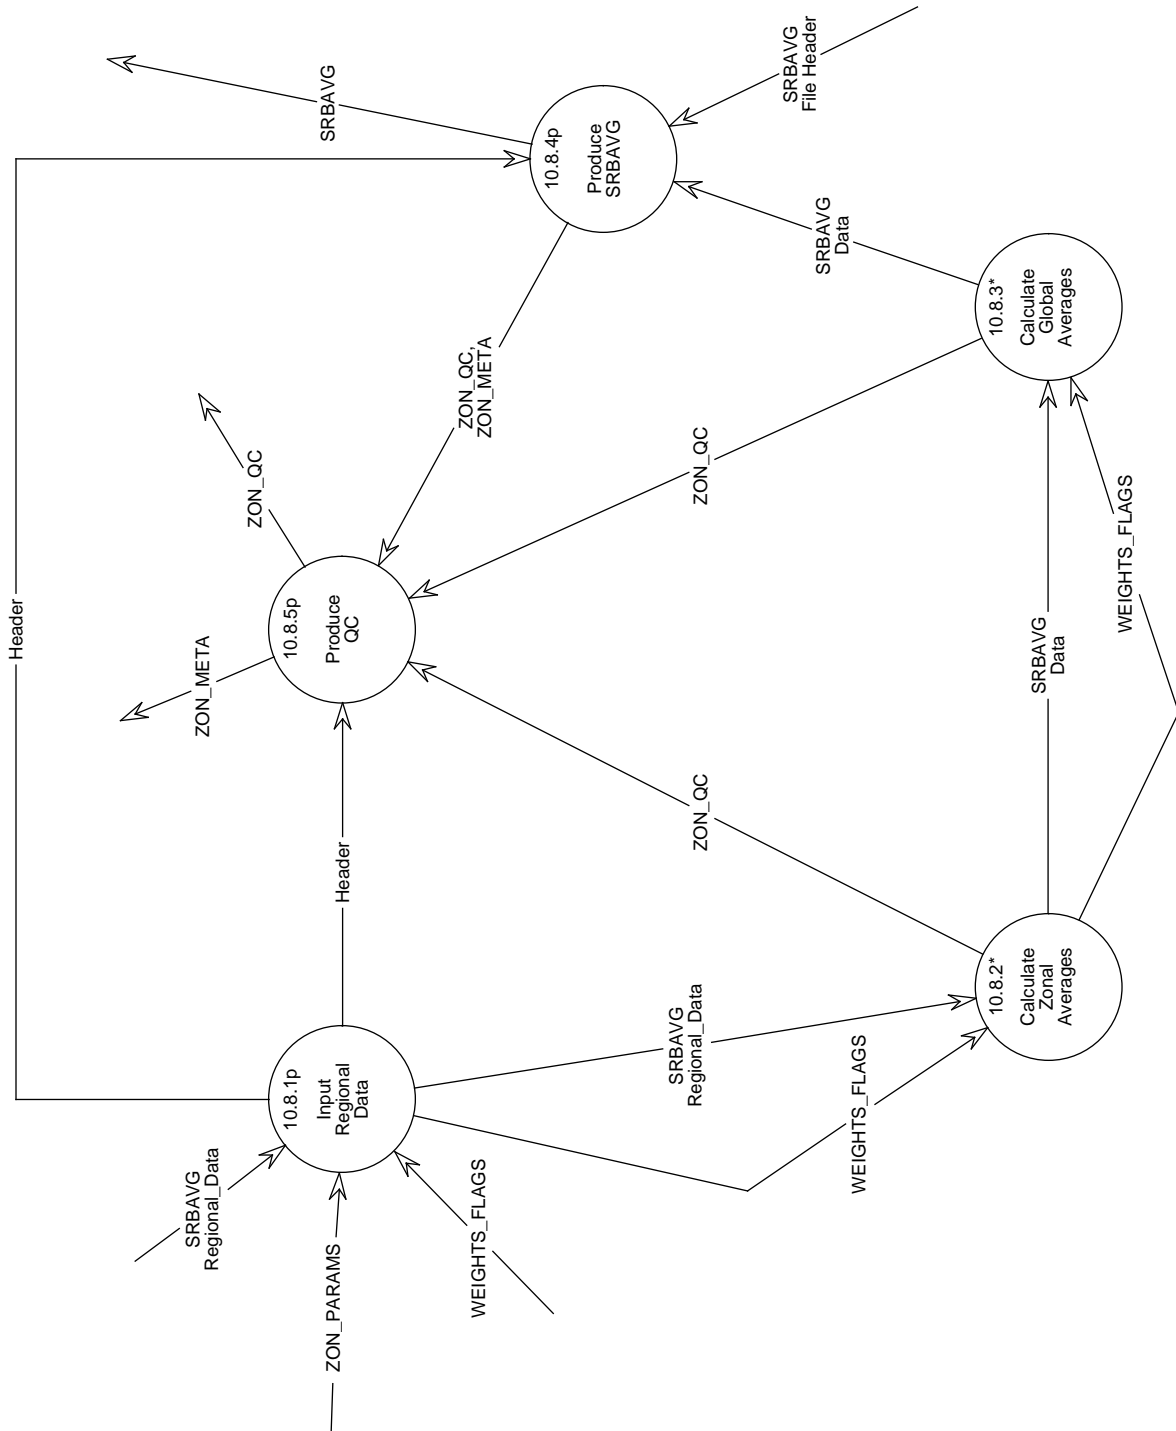 Header
SRBAVG
Regional_Data
ZON_META
ZON_QC
SRBAVG
10.8.1p
Input
Regional
Data
10.8.5p
Produce
QC
ZON_PARAMS
Header
ZON_QC,
ZON_META
WEIGHTS_FLAGS
10.8.4p
Produce
SRBAVG
SRBAVG
Regional_Data
ZON_QC
ZON_QC
SRBAVG
File Header
SRBAVG
Data
WEIGHTS_FLAGS
10.8.2*
Calculate
Zonal
Averages
10.8.3*
Calculate
Global
Averages
SRBAVG
Data
WEIGHTS_FLAGS